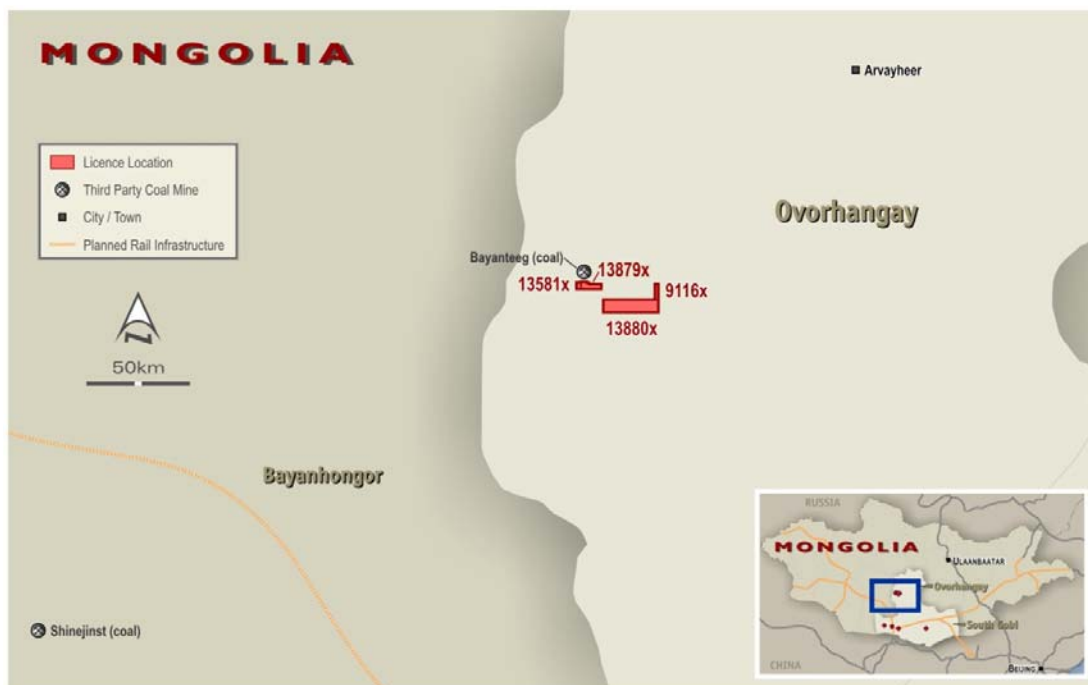 MONGOLIA
Arvayheer
Licence Location
Third Party Coal Mine
City / Town
Planned Rail Infrastructure
Ovorhangay
Bayanteeg (coal)
13879x
13581x
9116x
13880x
N
50km
Bayanhongor
Shinejinst (coal)
RUSSIA
MONGOLIA
ULAANBAATAR
Ovorhangay
South Gobi
CHINA
BEIJING